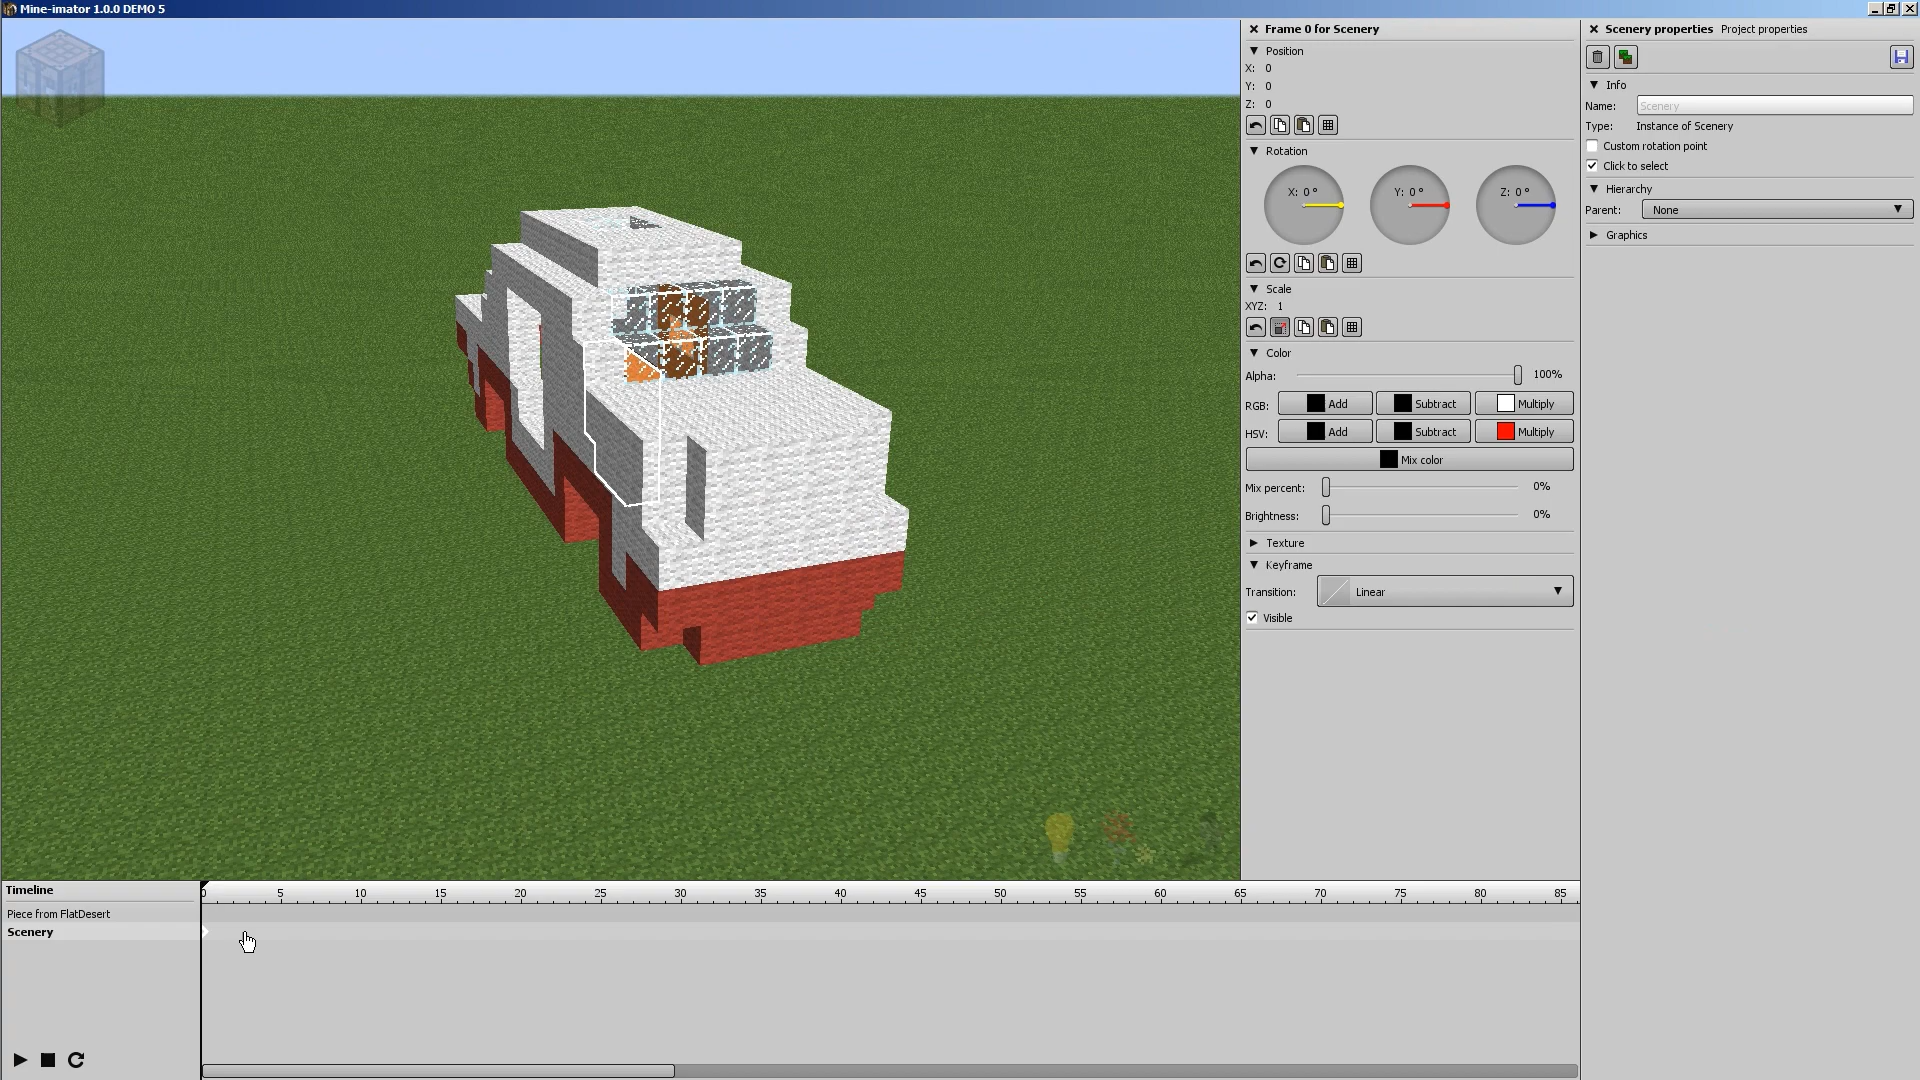 Mine-imator 1.0.0 DEMO 5
Frame 0 for Scenery
Position
X: 0
Y: 0
Z: 0
Rotation
X: 0 ° Y: 0 ° Z: 0 °
Scale
XYZ: 1
Color
Alpha: 100%
RGB: Add Subtract Multiply
HSV: Add Subtract Multiply
Mix color
Mix percent: 0%
Brightness: 0%
Texture
Keyframe
Transition: Linear
Visible
Scenery properties Project properties
Info
Name: Scenery
Type: Instance of Scenery
Custom rotation point
Click to select
Hierarchy
Parent: None
Graphics
Timeline
0 5 10 15 20 25 30 35 40 45 50 55 60 65 70 75 80 85
Piece from FlatDesert
Scenery